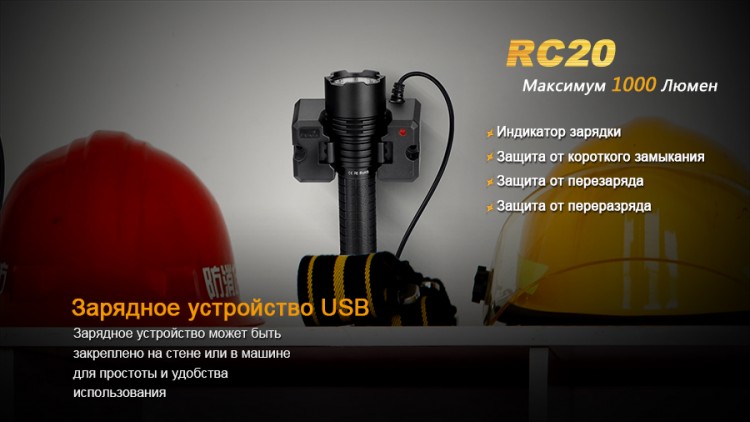 RC20
Максимум 1000 Люмен
Индикатор зарядки
Защита от короткого замыкания
Защита от перезаряда
Защита от переразряда
Зарядное устройство USB
Зарядное устройство может быть
закреплено на стене или в машине
для простоты и удобства
использования